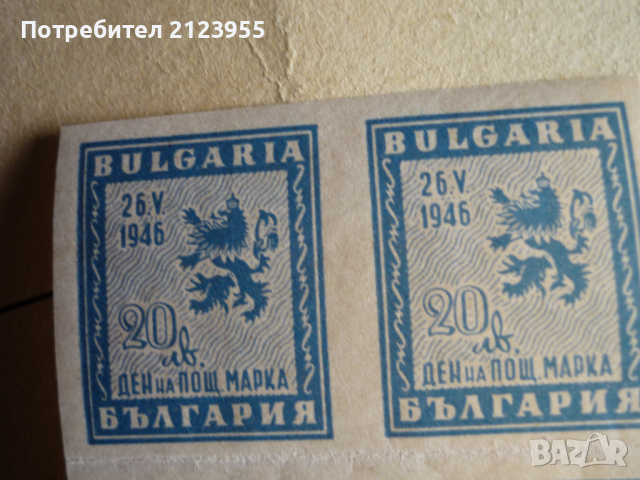 Потребител 2123955
BULGARIA
26.V.
1946
20
лв.
ДЕН НА ПОЩ. МАРКА
БЪЛГАРИЯ
BULGARIA
26.V.
1946
20
лв.
ДЕН НА ПОЩ. МАРКА
БЪЛГАРИЯ
BAZAR